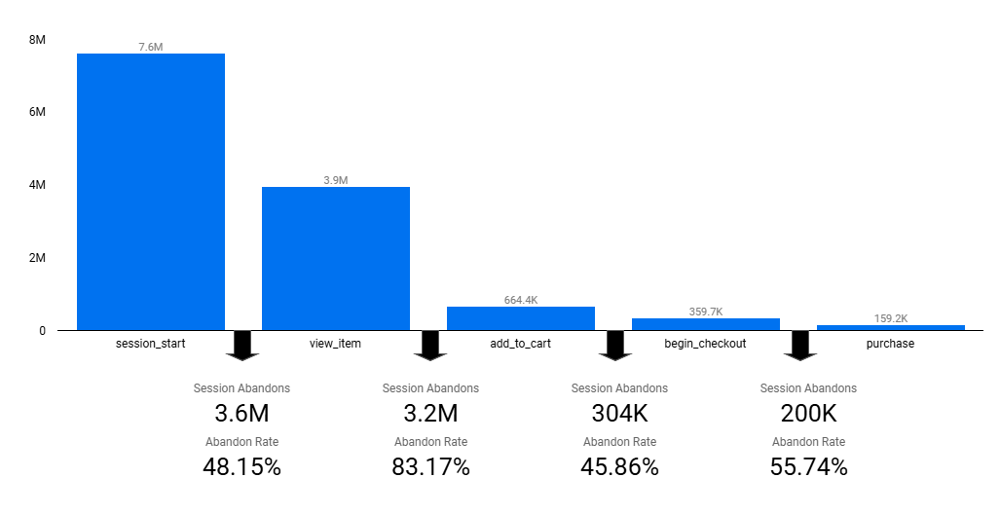 8M
7.6M
6M
4M
3.9M
2M
664.4K
359.7K
159.2K
0
session_start view_item add_to_cart begin_checkout purchase
Session Abandons Session Abandons Session Abandons Session Abandons
3.6M 3.2M 304K 200K
Abandon Rate Abandon Rate Abandon Rate Abandon Rate
48.15% 83.17% 45.86% 55.74%